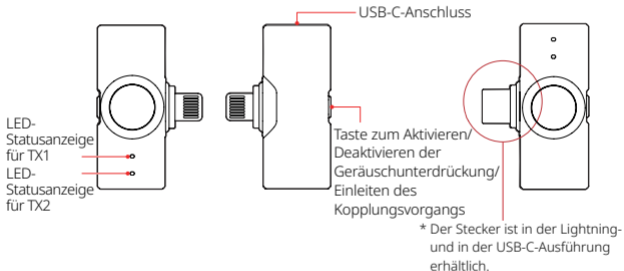 USB-C-Anschluss
LED-
Statusanzeige
für TX1
LED-
Statusanzeige
für TX2
Taste zum Aktivieren/
Deaktivieren der
Geräuschunterdrückung/
Einleiten des
Kopplungsvorgangs
* Der Stecker ist in der Lightning-
und in der USB-C-Ausführung
erhältlich.